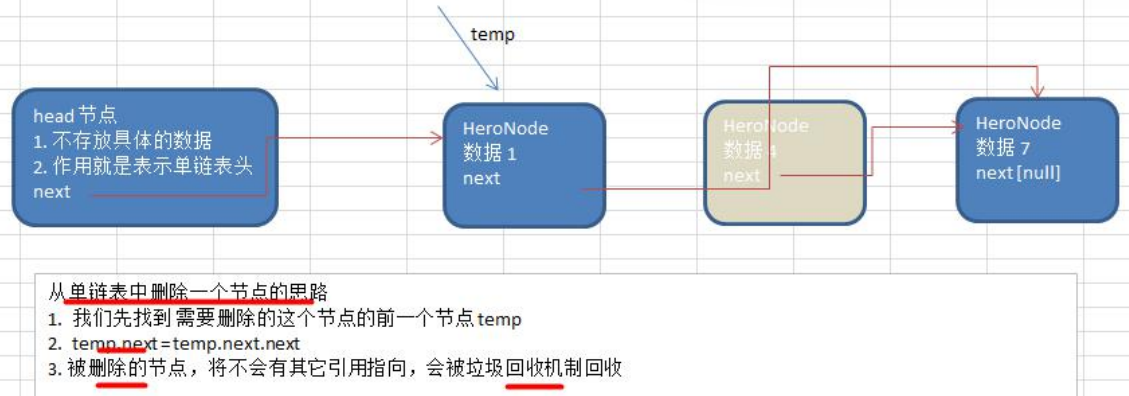 temp
head 节点
1. 不存放具体的数据
2. 作用就是表示单链表头
next
HeroNode
数据 1
next
HeroNode
数据 4
next
HeroNode
数据 7
next [null]
从单链表中删除一个节点的思路
1. 我们先找到 需要删除的这个节点的前一个节点 temp
2. temp.next = temp.next.next
3. 被删除的节点，将不会有其它引用指向，会被垃圾回收机制回收